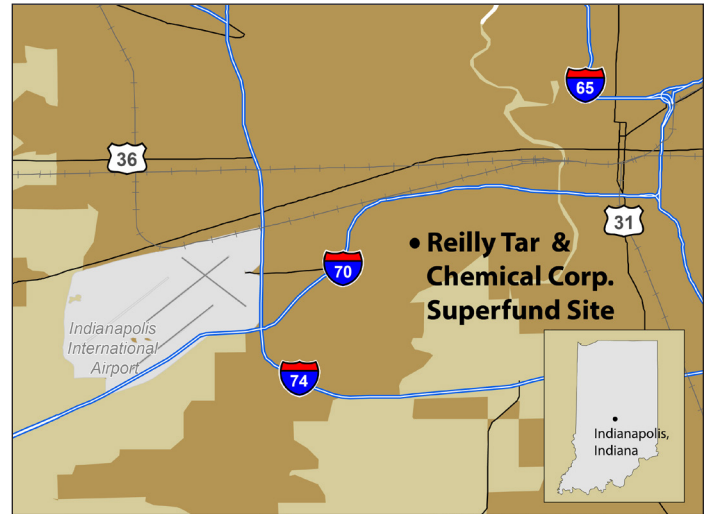 65
36
31
Reilly Tar &
Chemical Corp.
Superfund Site
70
Indianapolis
International
Airport
74
Indianapolis,
Indiana